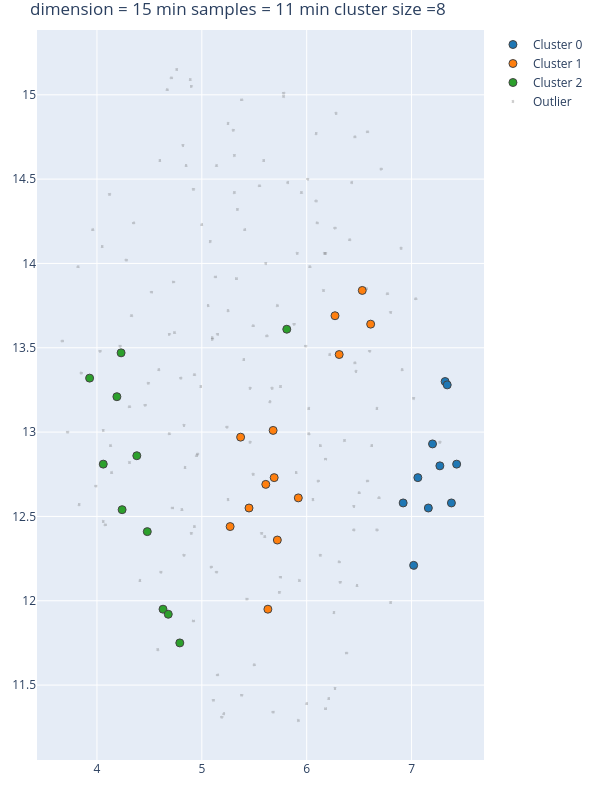 dimension = 15 min samples = 11 min cluster size =8
Cluster 0
Cluster 1
Cluster 2
Outlier
15
14.5
14
13.5
13
12.5
12
11.5
4
5
6
7